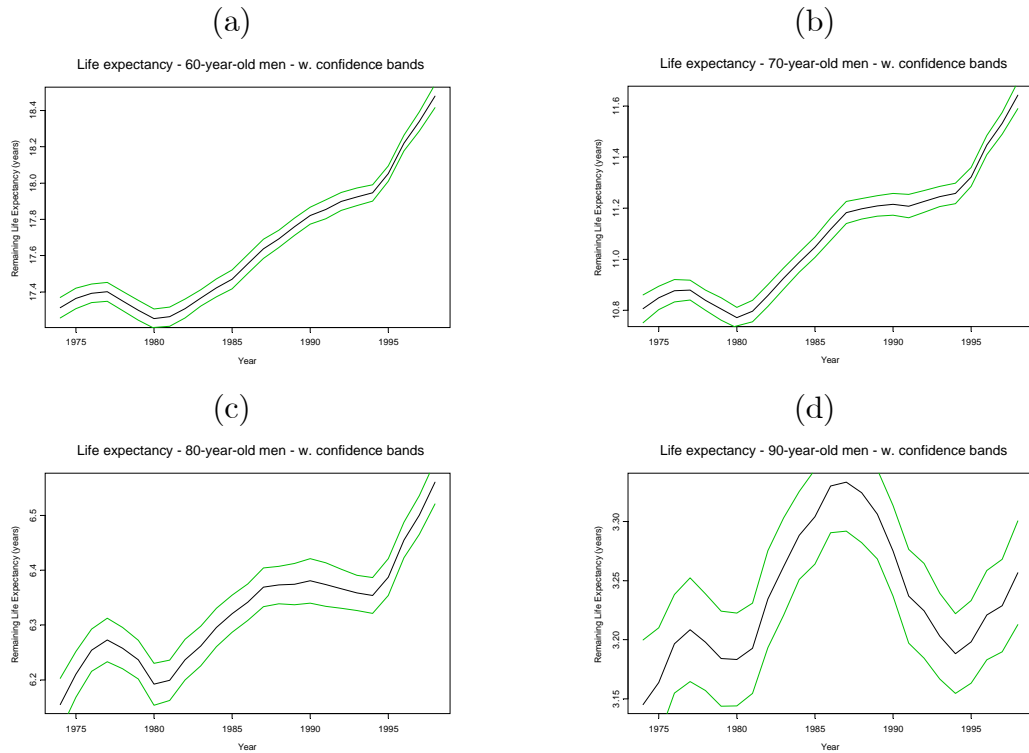 (a)
Life expectancy - 60-year-old men - w. confidence bands
Remaining Life Expectancy (years)
17.4 17.6 17.8 18.0 18.2 18.4
1975 1980 1985 1990 1995
Year
(b)
Life expectancy - 70-year-old men - w. confidence bands
Remaining Life Expectancy (years)
10.8 11.0 11.2 11.4 11.6
1975 1980 1985 1990 1995
Year
(c)
Life expectancy - 80-year-old men - w. confidence bands
Remaining Life Expectancy (years)
6.2 6.3 6.4 6.5
1975 1980 1985 1990 1995
Year
(d)
Life expectancy - 90-year-old men - w. confidence bands
Remaining Life Expectancy (years)
3.15 3.20 3.25 3.30
1975 1980 1985 1990 1995
Year